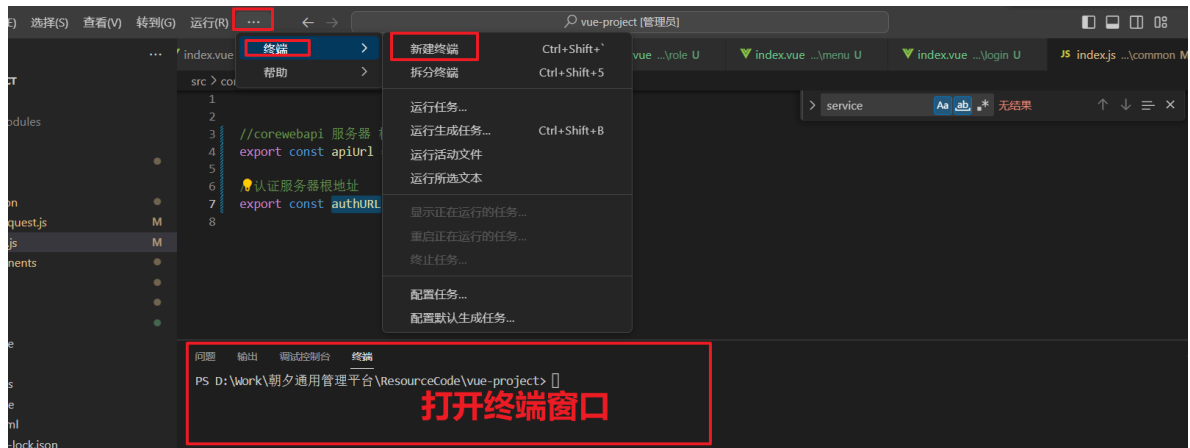 选择(S) 查看(V) 转到(G) 运行(R) ··· ← → vue-project [管理员]
··· index.vue vue ...\role U index.vue ...\menu U index.vue ...\login U JS index.js ...\common M
终端 >
帮助 >
新建终端 Ctrl+Shift+`
拆分终端 Ctrl+Shift+5
运行任务...
运行生成任务... Ctrl+Shift+B
运行活动文件
运行所选文本
显示正在运行的任务...
重启正在运行的任务...
终止任务...
配置任务...
配置默认生成任务...
src >
> service Aa ab .* 无结果
1
2
3 //corewebapi 服务器
4 export const apiUrl
5
6 认证服务器根地址
7 export const authURL
8
quest.js M
.js M
问题 输出 调试控制台 终端
PS D:\Work\朝夕通用管理平台\ResourceCode\vue-project>
打开终端窗口
-lock.json